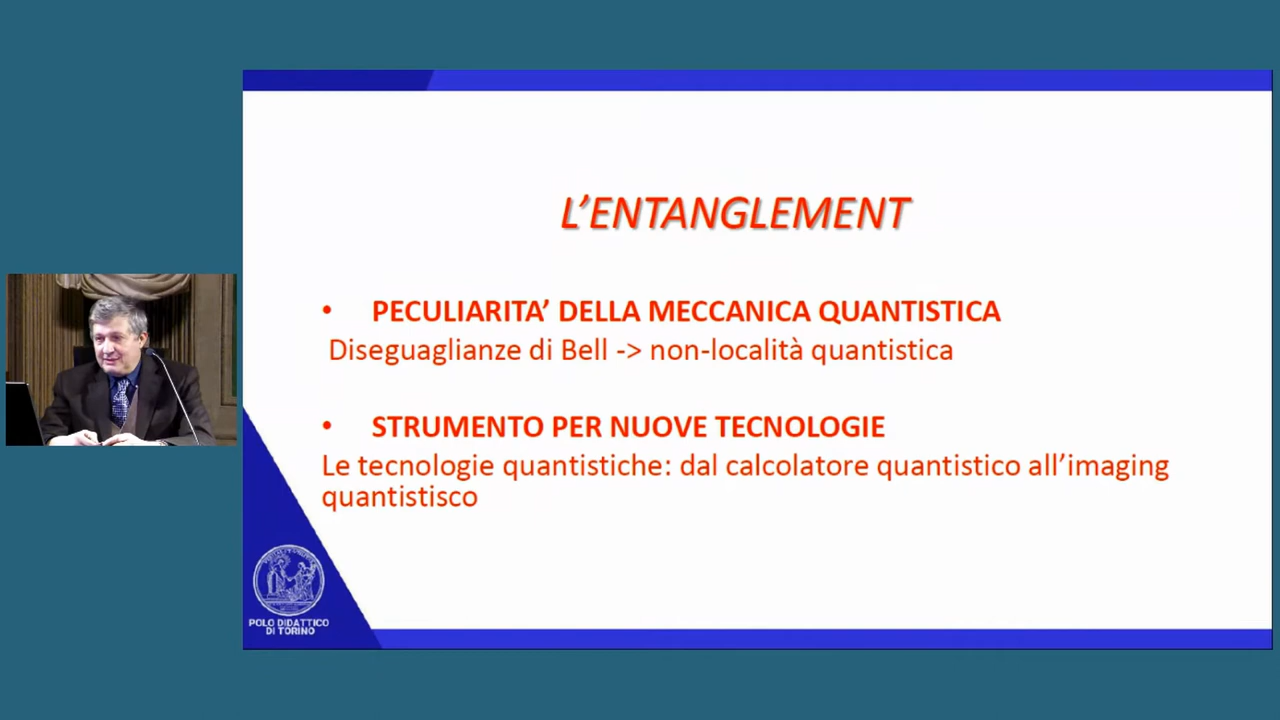 L’ENTANGLEMENT
• PECULIARITA’ DELLA MECCANICA QUANTISTICA
Diseguaglianze di Bell -> non-località quantistica
• STRUMENTO PER NUOVE TECNOLOGIE
Le tecnologie quantistiche: dal calcolatore quantistico all’imaging
quantistisco
POLO DIDATTICO
DI TORINO